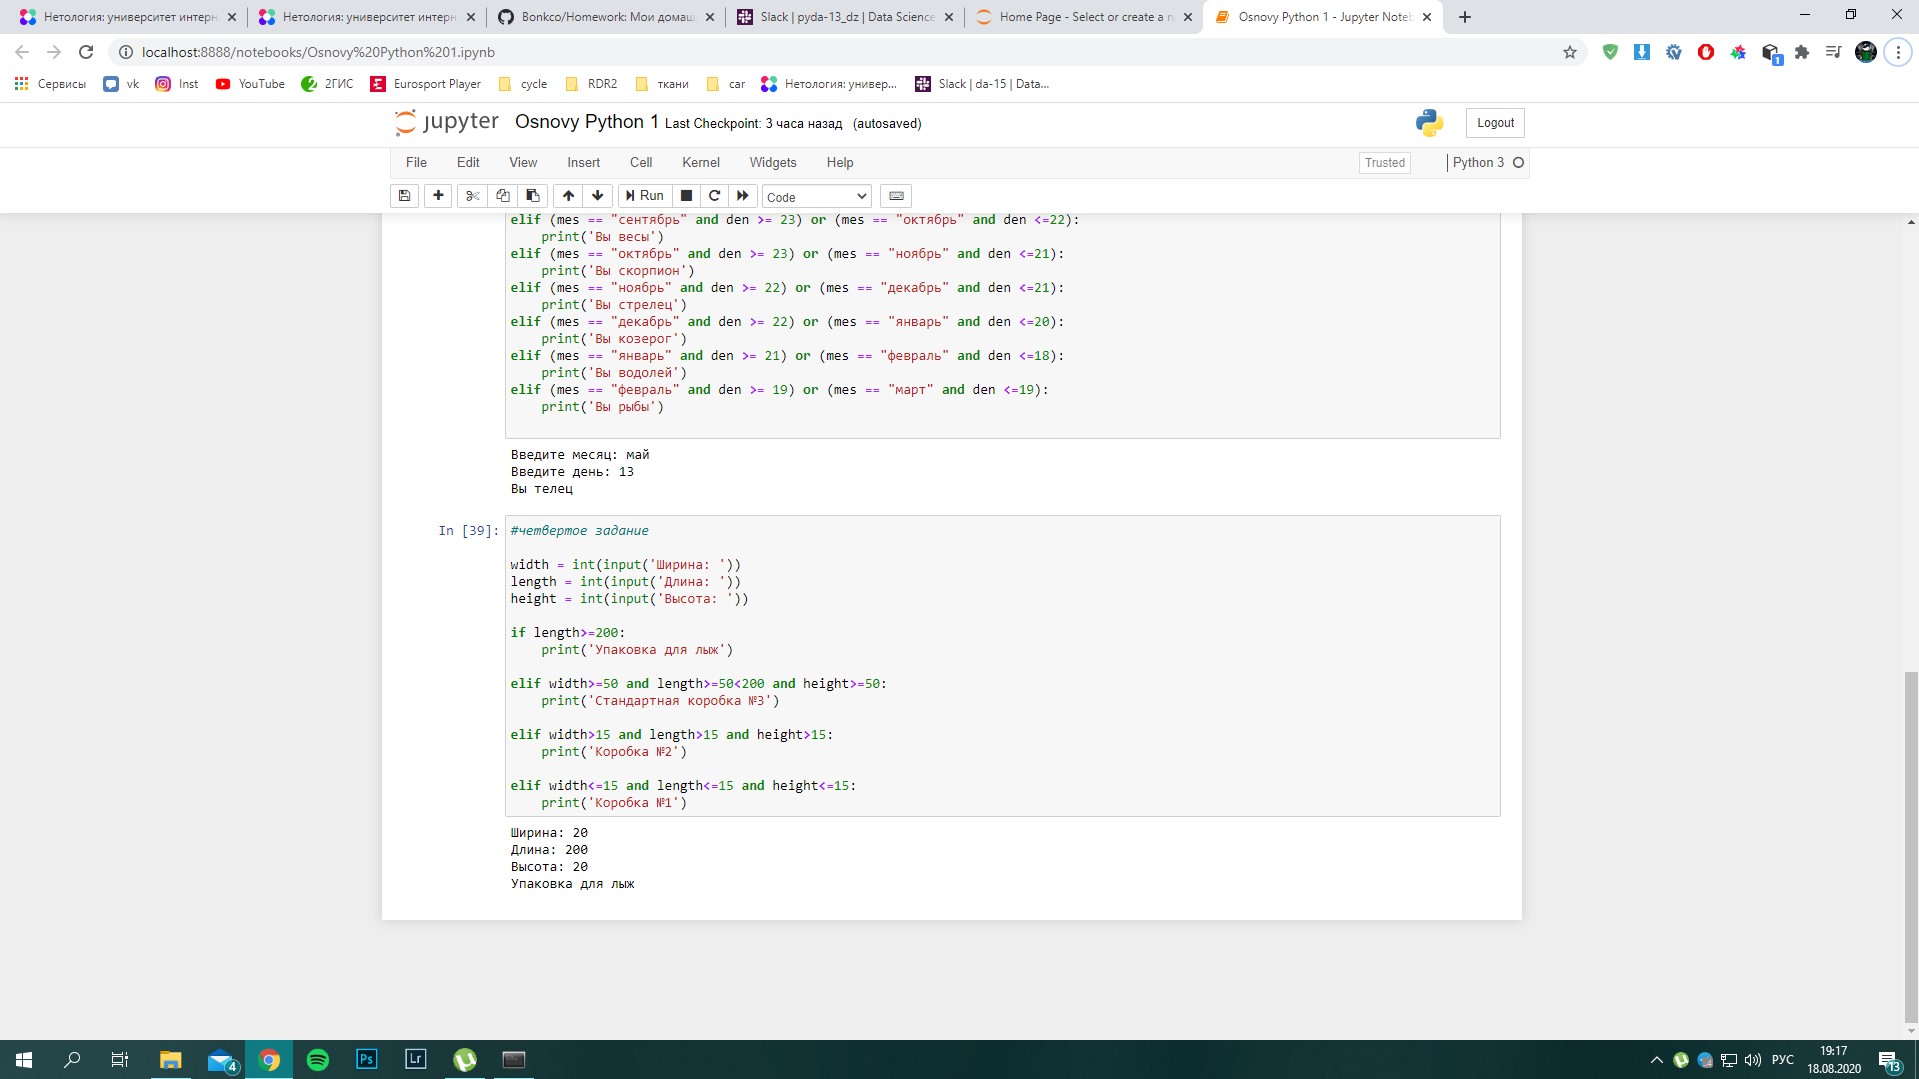 Нетология: университет интерн
Нетология: университет интерн
Bonkco/Homework: Мои домаш
Slack | pyda-13_dz | Data Science
Home Page - Select or create a n
Osnovy Python 1 - Jupyter Noteb
localhost:8888/notebooks/Osnovy%20Python%201.ipynb
Сервисы vk Inst YouTube 2ГИС Eurosport Player cycle RDR2 ткани car Нетология: универ... Slack | da-15 | Data...
jupyter Osnovy Python 1 Last Checkpoint: 3 часа назад (autosaved) Logout
File Edit View Insert Cell Kernel Widgets Help Trusted Python 3
Run Code
elif (mes == "сентябрь" and den >= 23) or (mes == "октябрь" and den <=22):
    print('Вы весы')
elif (mes == "октябрь" and den >= 23) or (mes == "ноябрь" and den <=21):
    print('Вы скорпион')
elif (mes == "ноябрь" and den >= 22) or (mes == "декабрь" and den <=21):
    print('Вы стрелец')
elif (mes == "декабрь" and den >= 22) or (mes == "январь" and den <=20):
    print('Вы козерог')
elif (mes == "январь" and den >= 21) or (mes == "февраль" and den <=18):
    print('Вы водолей')
elif (mes == "февраль" and den >= 19) or (mes == "март" and den <=19):
    print('Вы рыбы')
Введите месяц: май
Введите день: 13
Вы телец
In [39]: #четвертое задание
width = int(input('Ширина: '))
length = int(input('Длина: '))
height = int(input('Высота: '))
if length>=200:
    print('Упаковка для лыж')
elif width>=50 and length>=50<200 and height>=50:
    print('Стандартная коробка №3')
elif width>15 and length>15 and height>15:
    print('Коробка №2')
elif width<=15 and length<=15 and height<=15:
    print('Коробка №1')
Ширина: 20
Длина: 200
Высота: 20
Упаковка для лыж
4 Ps Lr РУС 19:17
18.08.2020 13